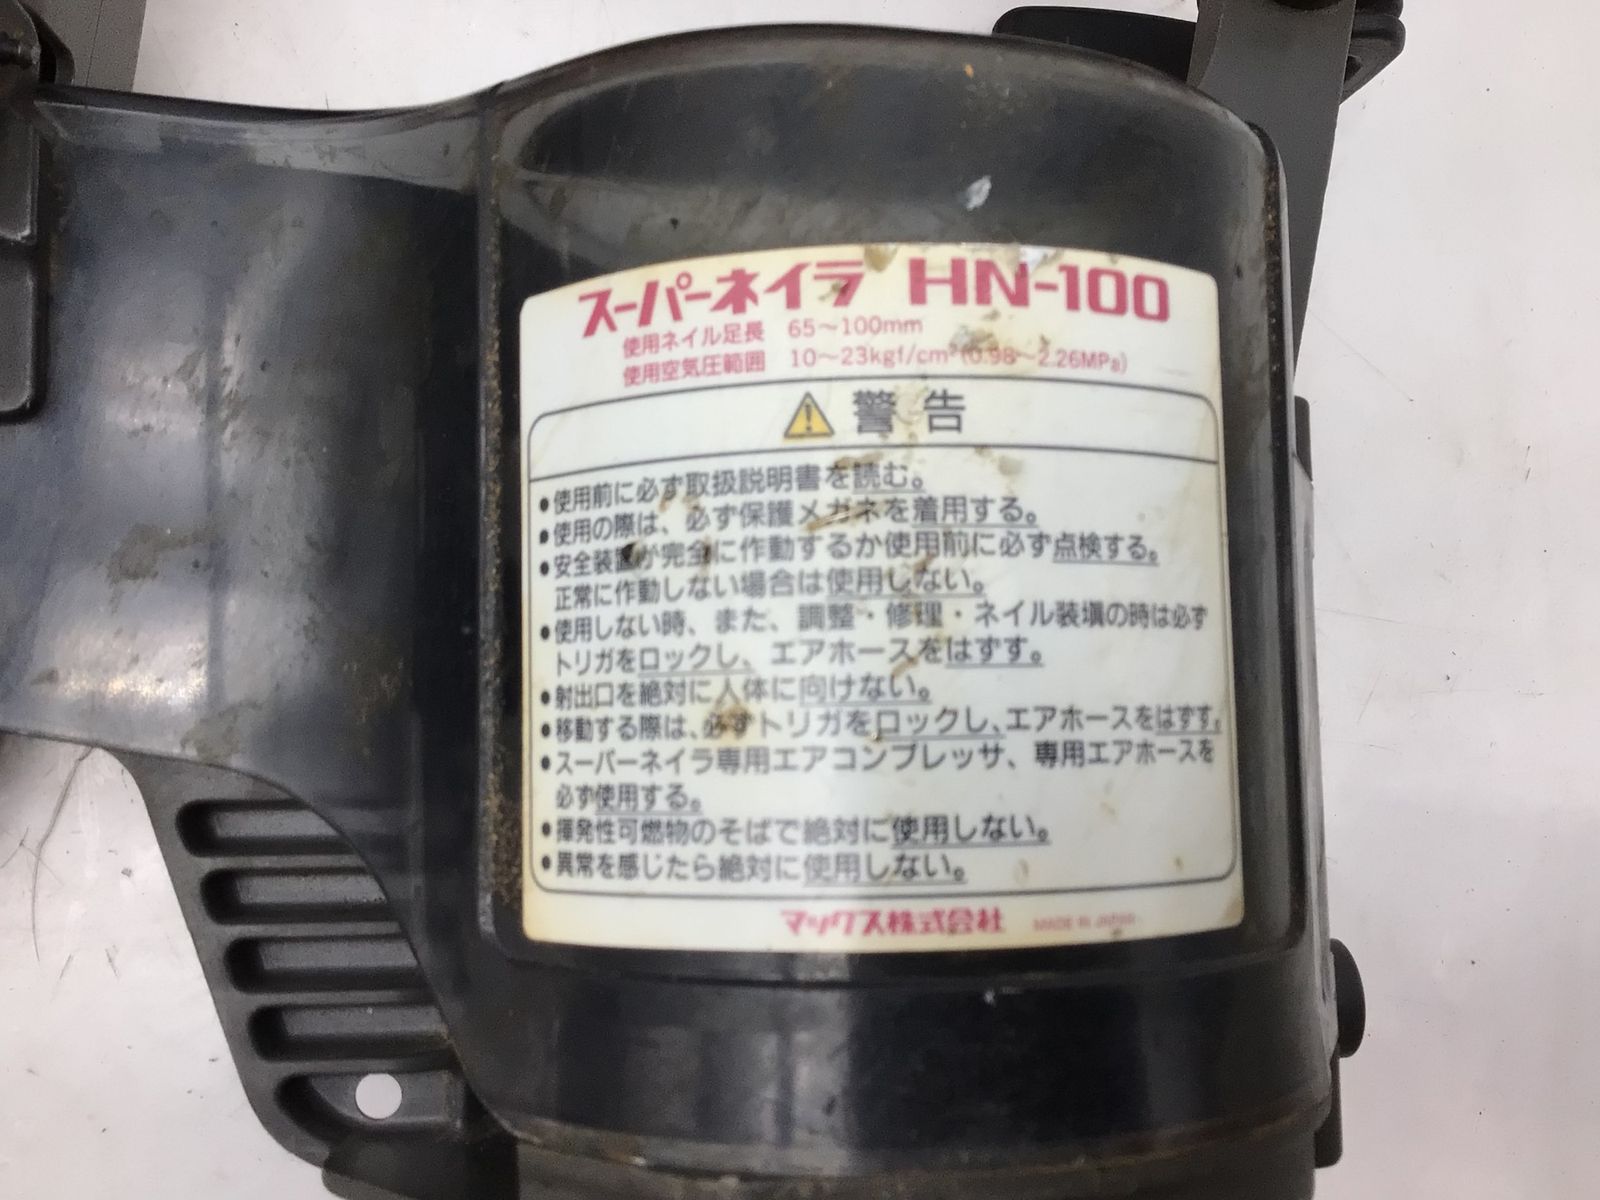 スーパーネイラ HN-100
使用ネイル足長 65～100mm
使用空気圧範囲 10～23kgf/cm²(0.98～2.26MPa)
警告
●使用前に必ず取扱説明書を読む。
●使用の際は、必ず保護メガネを着用する。
●安全装置が完全に作動するか使用前に必ず点検する。
正常に作動しない場合は使用しない。
●使用しない時、また、調整・修理・ネイル装塡の時は必ず
トリガをロックし、エアホースをはずす。
●射出口を絶対に人体に向けない。
●移動する際は、必ずトリガをロックし、エアホースをはずす。
●スーパーネイラ専用エアコンプレッサ、専用エアホースを
必ず使用する。
●揮発性可燃物のそばで絶対に使用しない。
●異常を感じたら絶対に使用しない。
マックス株式会社 MADE IN JAPAN